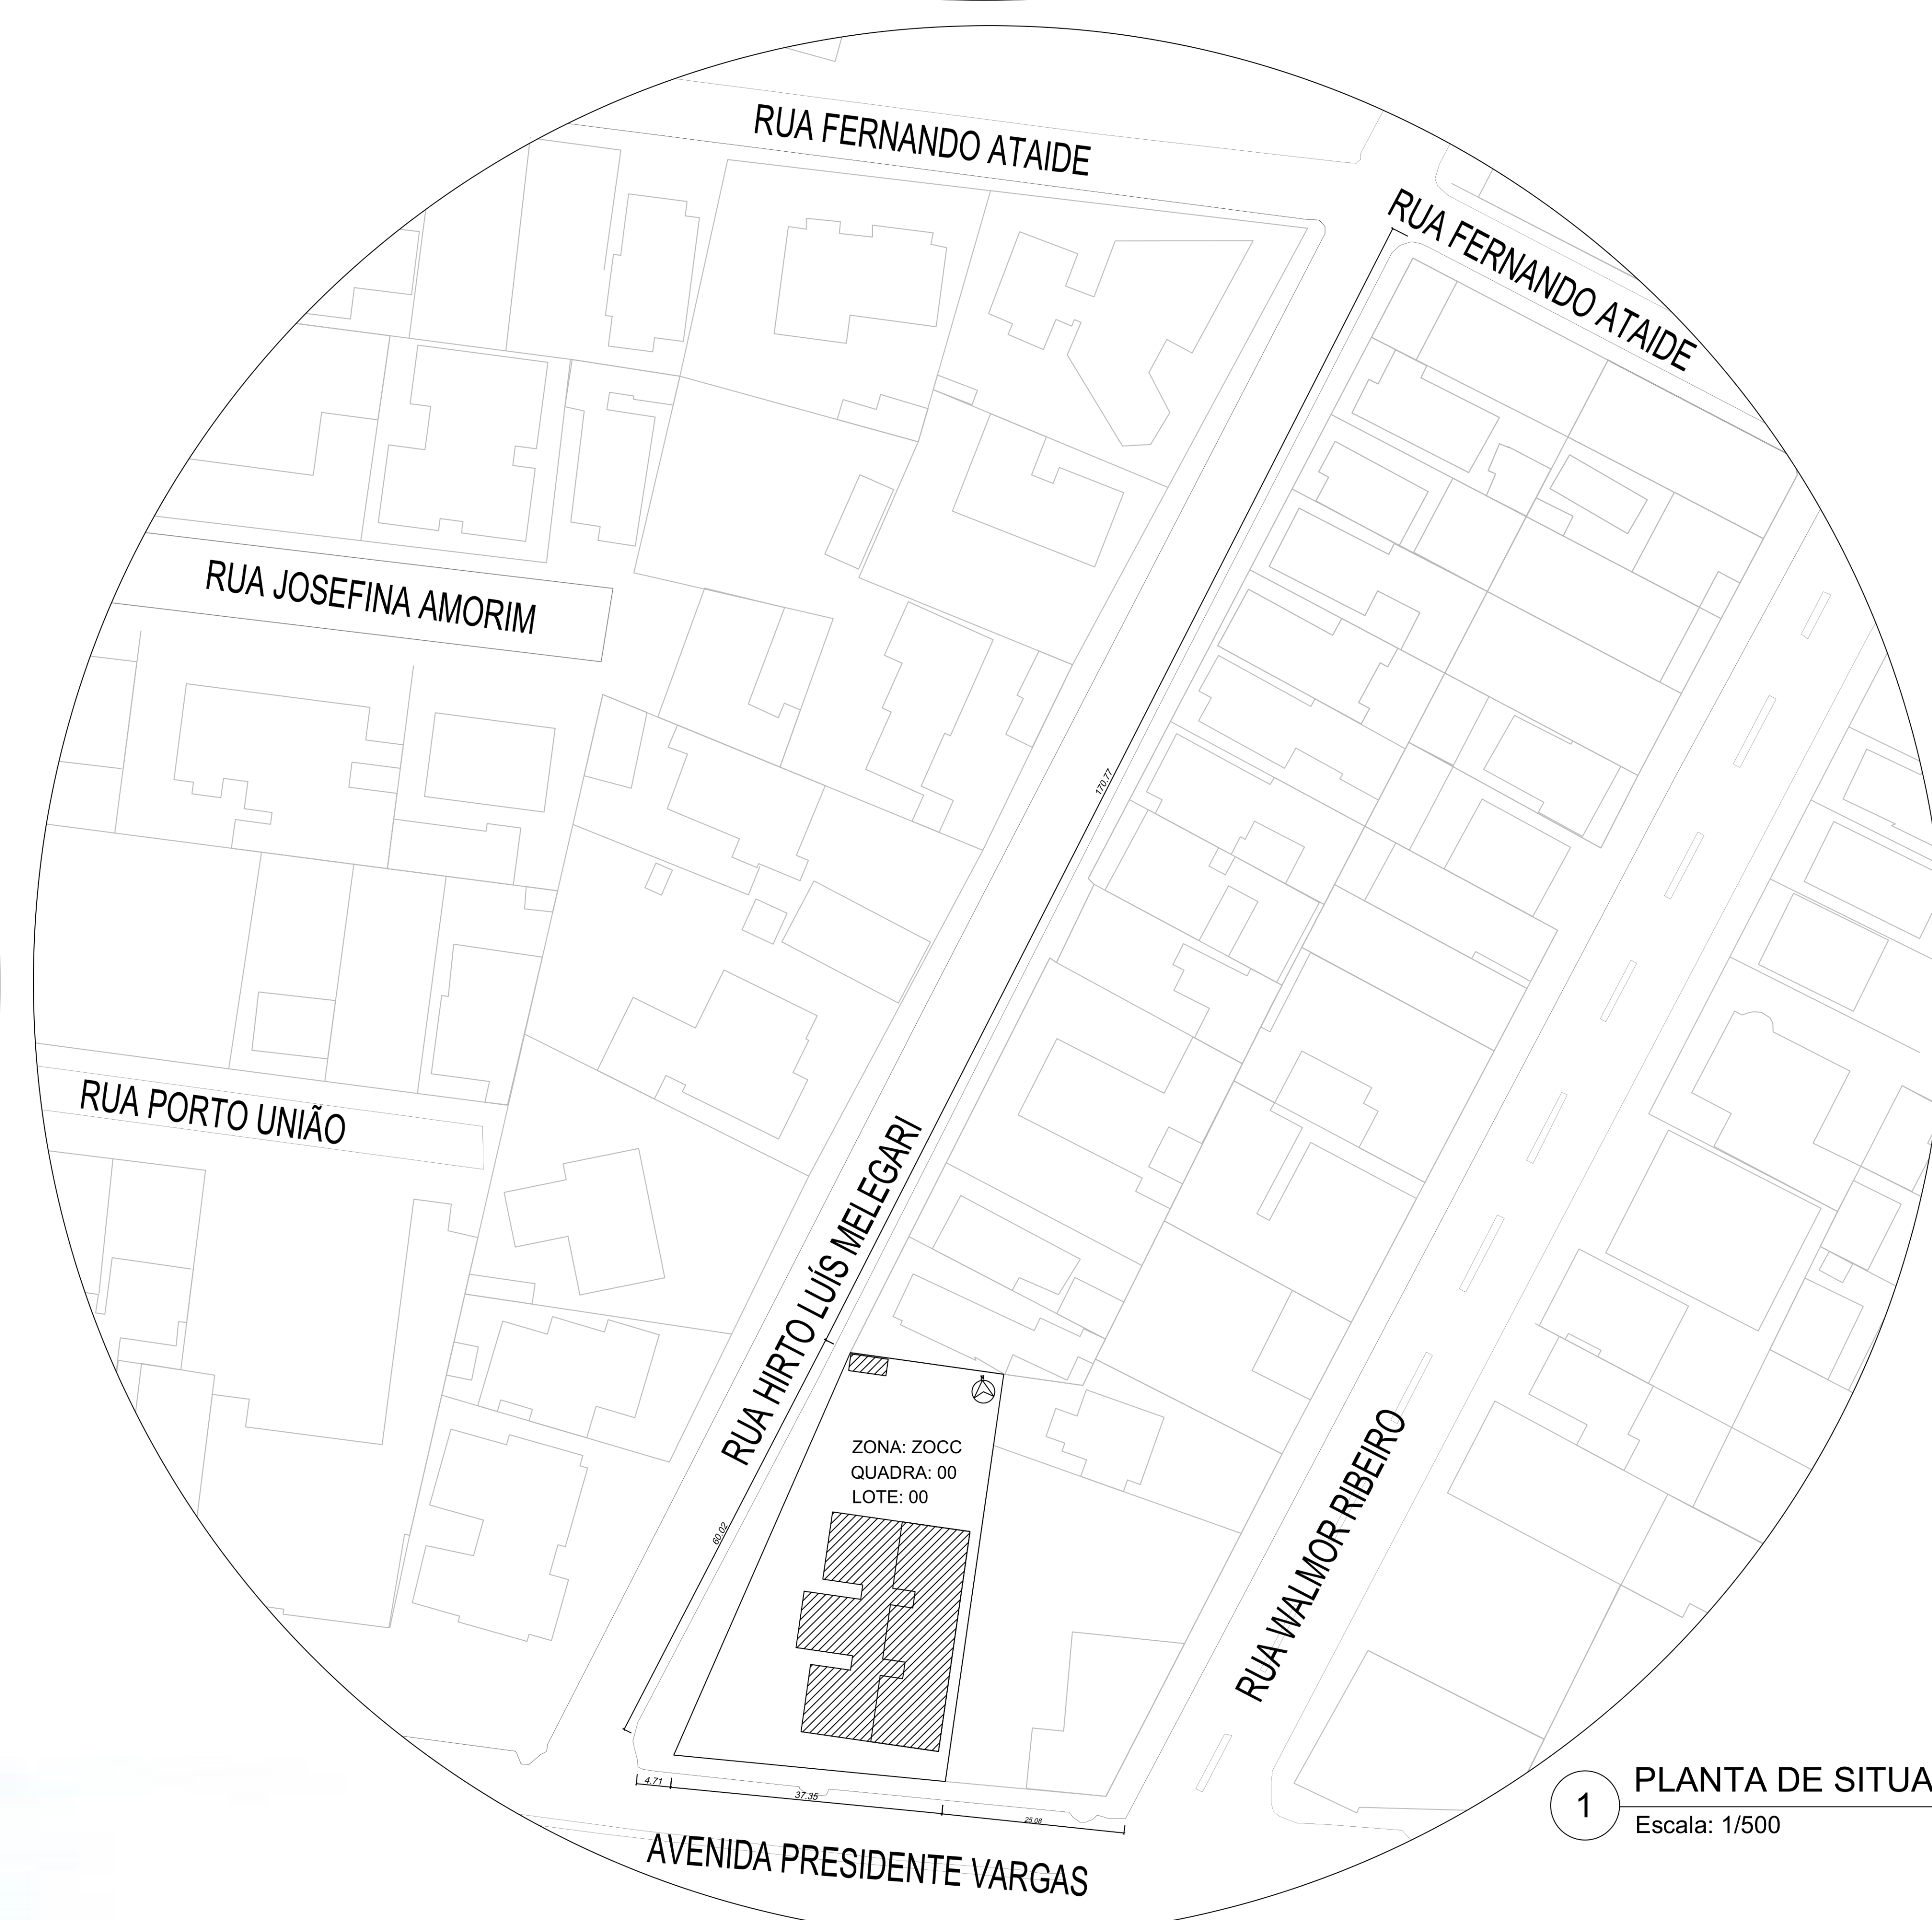 RUA FERNANDO ATAIDE
RUA FERNANDO ATAIDE
RUA JOSEFINA AMORIM
170.77
RUA PORTO UNIÃO
RUA HIRTO LUÍS MELEGARI
N
ZONA: ZOCC
QUADRA: 00
LOTE: 00
60.02
RUA WALMOR RIBEIRO
4.71
37.35
25.08
AVENIDA PRESIDENTE VARGAS
1
PLANTA DE SITUA
Escala: 1/500